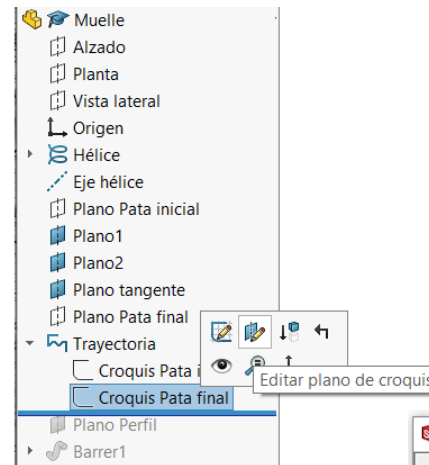 Muelle
Alzado
Planta
Vista lateral
Origen
Hélice
Eje hélice
Plano Pata inicial
Plano1
Plano2
Plano tangente
Plano Pata final
Trayectoria
Croquis Pata i
Editar plano de croquis
Croquis Pata final
Plano Perfil
Barrer1